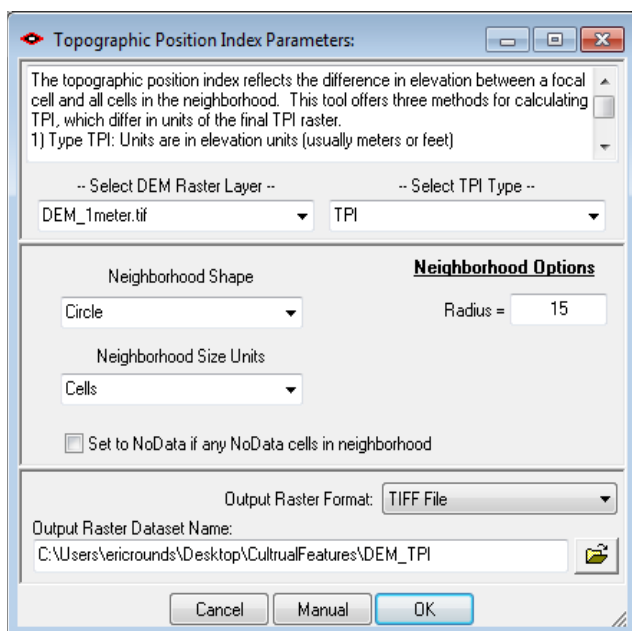 Topographic Position Index Parameters:
The topographic position index reflects the difference in elevation between a focal
cell and all cells in the neighborhood. This tool offers three methods for calculating
TPI, which differ in units of the final TPI raster.
1) Type TPI: Units are in elevation units (usually meters or feet)
-- Select DEM Raster Layer --
-- Select TPI Type --
DEM_1meter.tif
TPI
Neighborhood Shape
Neighborhood Options
Circle
Radius = 15
Neighborhood Size Units
Cells
Set to NoData if any NoData cells in neighborhood
Output Raster Format: TIFF File
Output Raster Dataset Name:
C:\Users\ericrounds\Desktop\CultrualFeatures\DEM_TPI
Cancel Manual OK